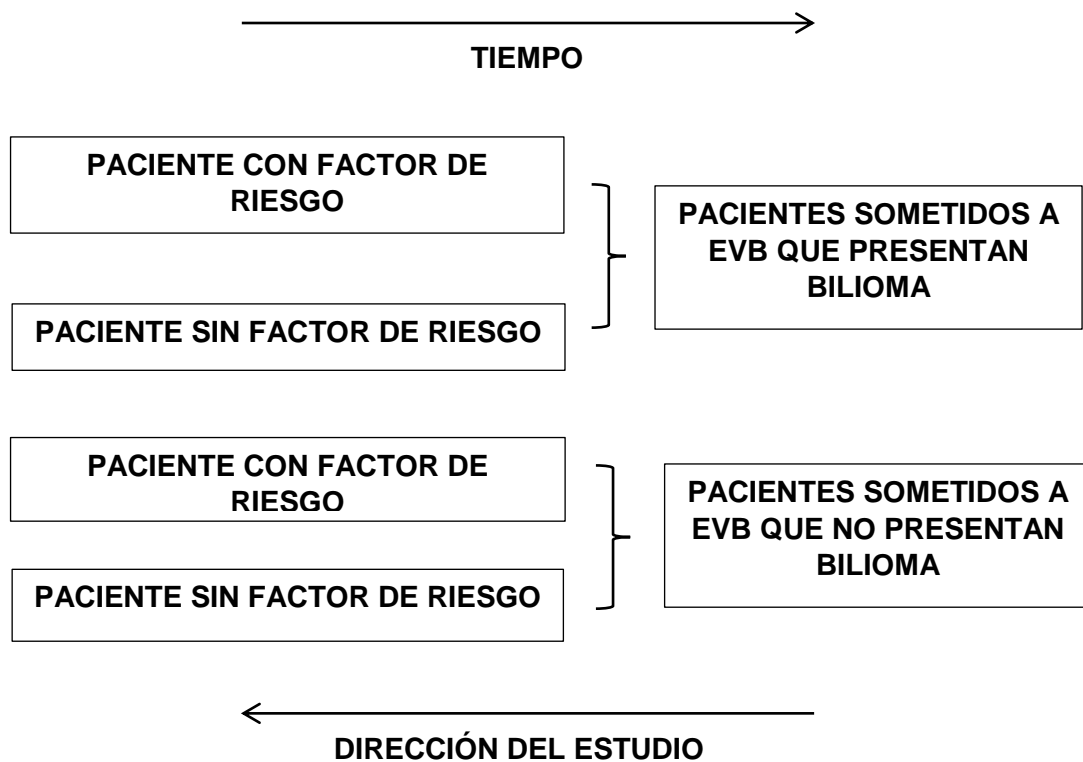 TIEMPO
PACIENTE CON FACTOR DE
RIESGO
PACIENTE SIN FACTOR DE RIESGO
PACIENTES SOMETIDOS A
EVB QUE PRESENTAN
BILIOMA
PACIENTE CON FACTOR DE
RIESGO
PACIENTE SIN FACTOR DE RIESGO
PACIENTES SOMETIDOS A
EVB QUE NO PRESENTAN
BILIOMA
DIRECCIÓN DEL ESTUDIO